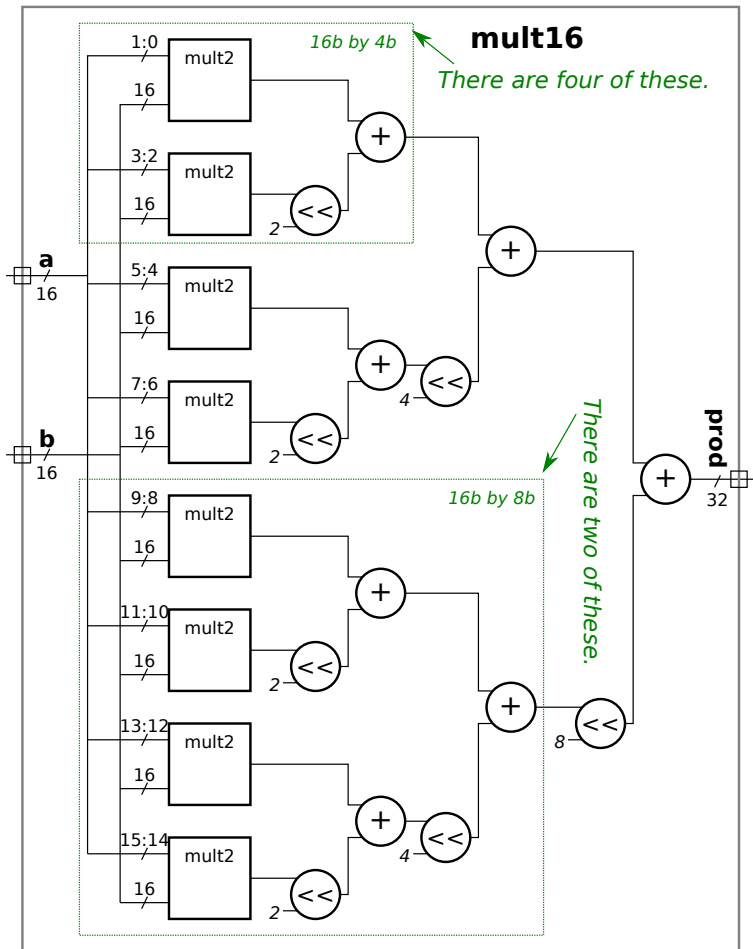 mult16
16b by 4b
There are four of these.
1:0
mult2
16
3:2
mult2
16
<<
2
+
a
16
5:4
mult2
16
+
+
<<
4
7:6
mult2
16
<<
2
b
16
There are two of these.
prod
32
+
16b by 8b
9:8
mult2
16
+
11:10
mult2
16
<<
2
+
<<
8
13:12
mult2
16
+
<<
4
15:14
mult2
16
<<
2